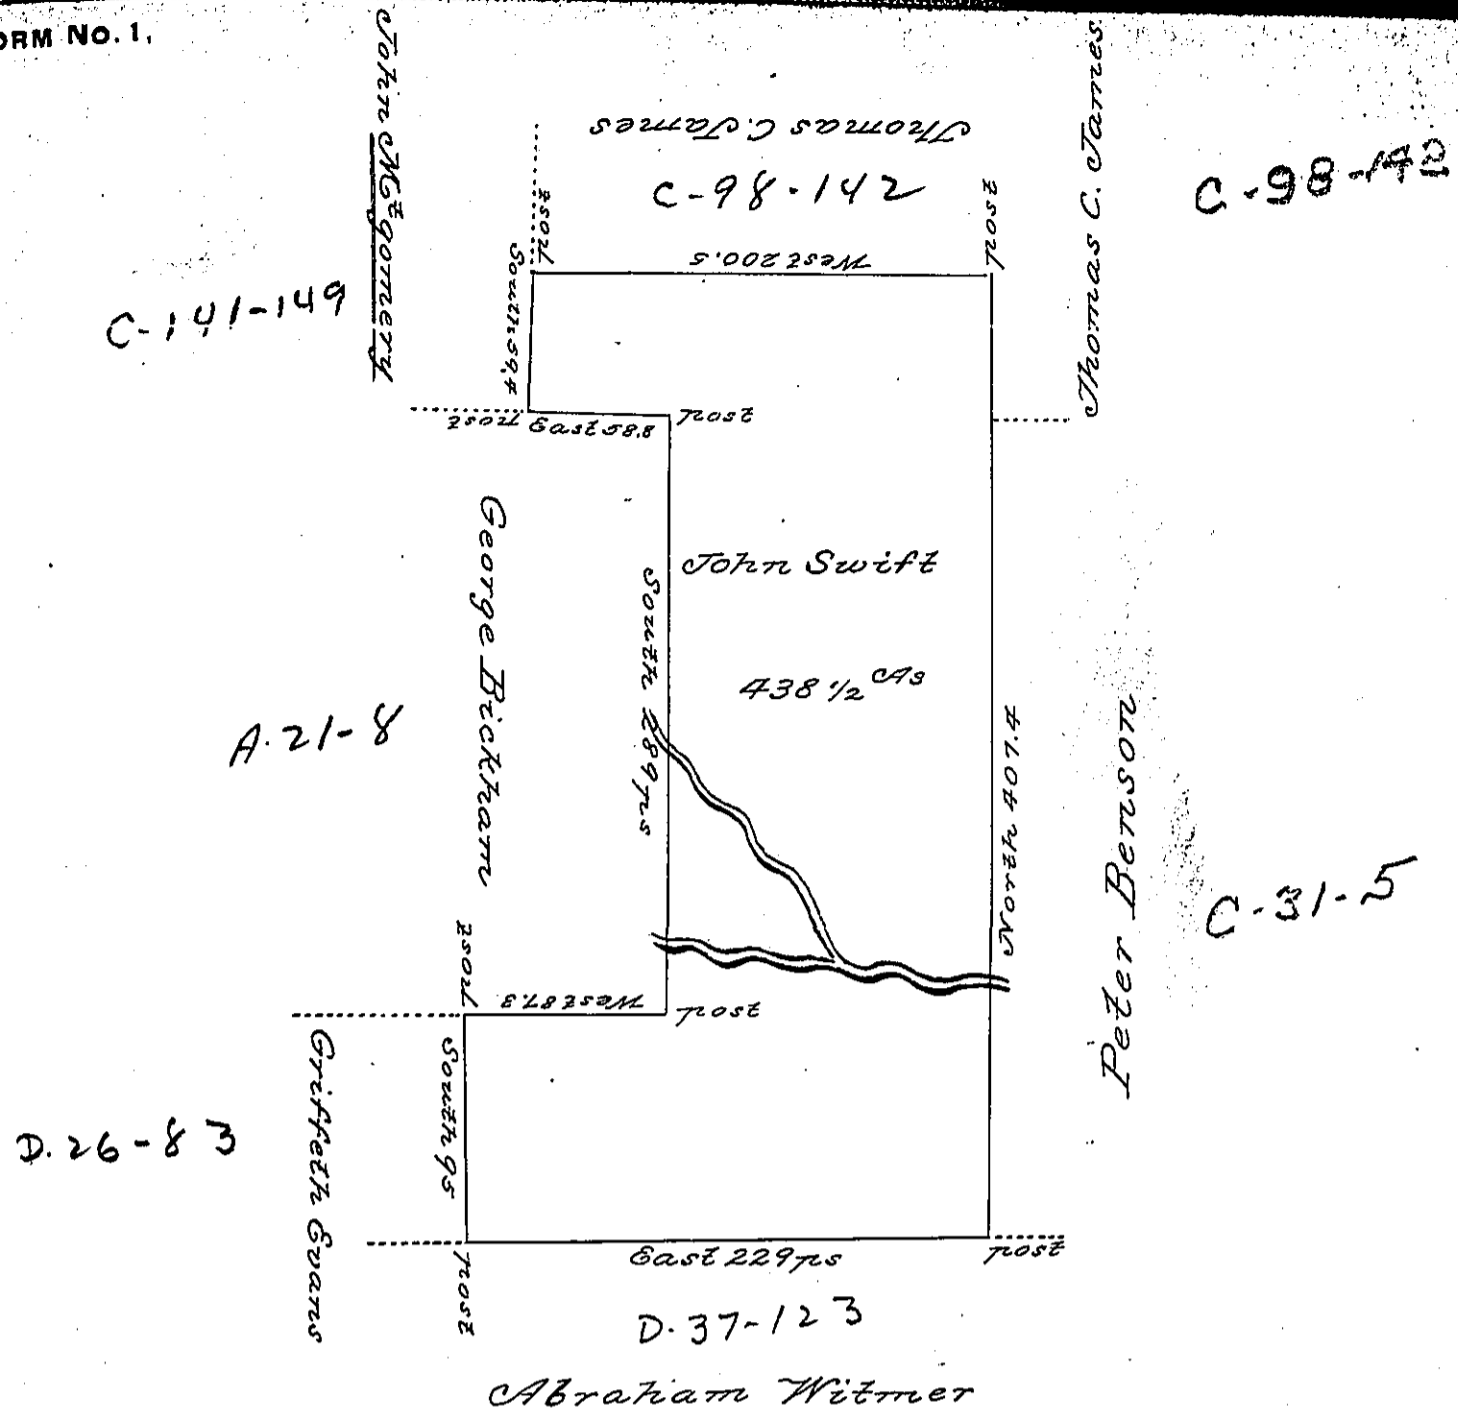 ORM No. 1,
John Mtgomery
Thomas C. James
C-98-142
Thomas C. James
C-98-142
post
post
West 200.5
South 59.4
C-141-149
post
East 58.8
post
George Bickham
John Swift
438 1/2 As
South 289 ps
A.21-8
North 407.4
Peter Benson
C-31-5
post
West 87.3
post
South 95
Griffeth Evans
D.26-83
post
East 229 ps
post
D.37-123
Abraham Witmer